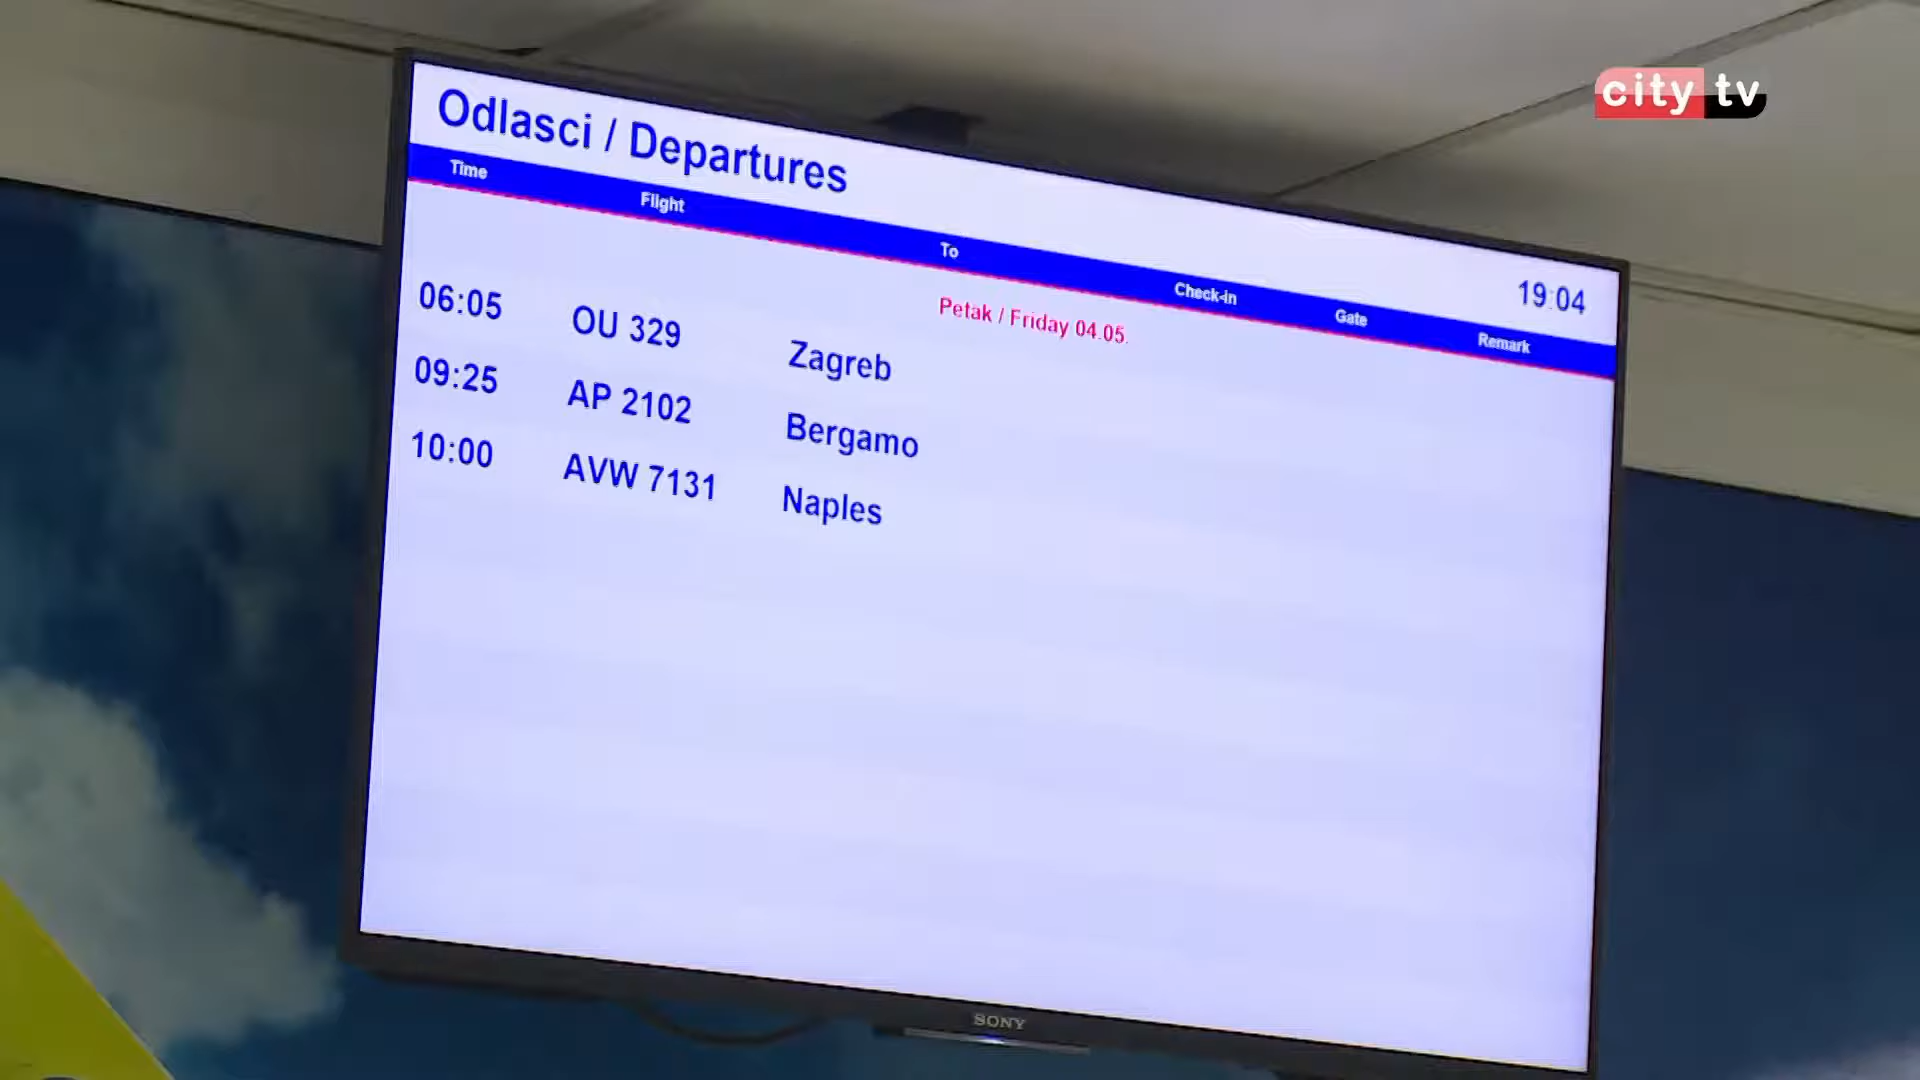 city tv
Odlasci / Departures
19:04
Time Flight To Check-in Gate Remark
Petak / Friday 04.05.
06:05 OU 329 Zagreb
09:25 AP 2102 Bergamo
10:00 AVW 7131 Naples
SONY